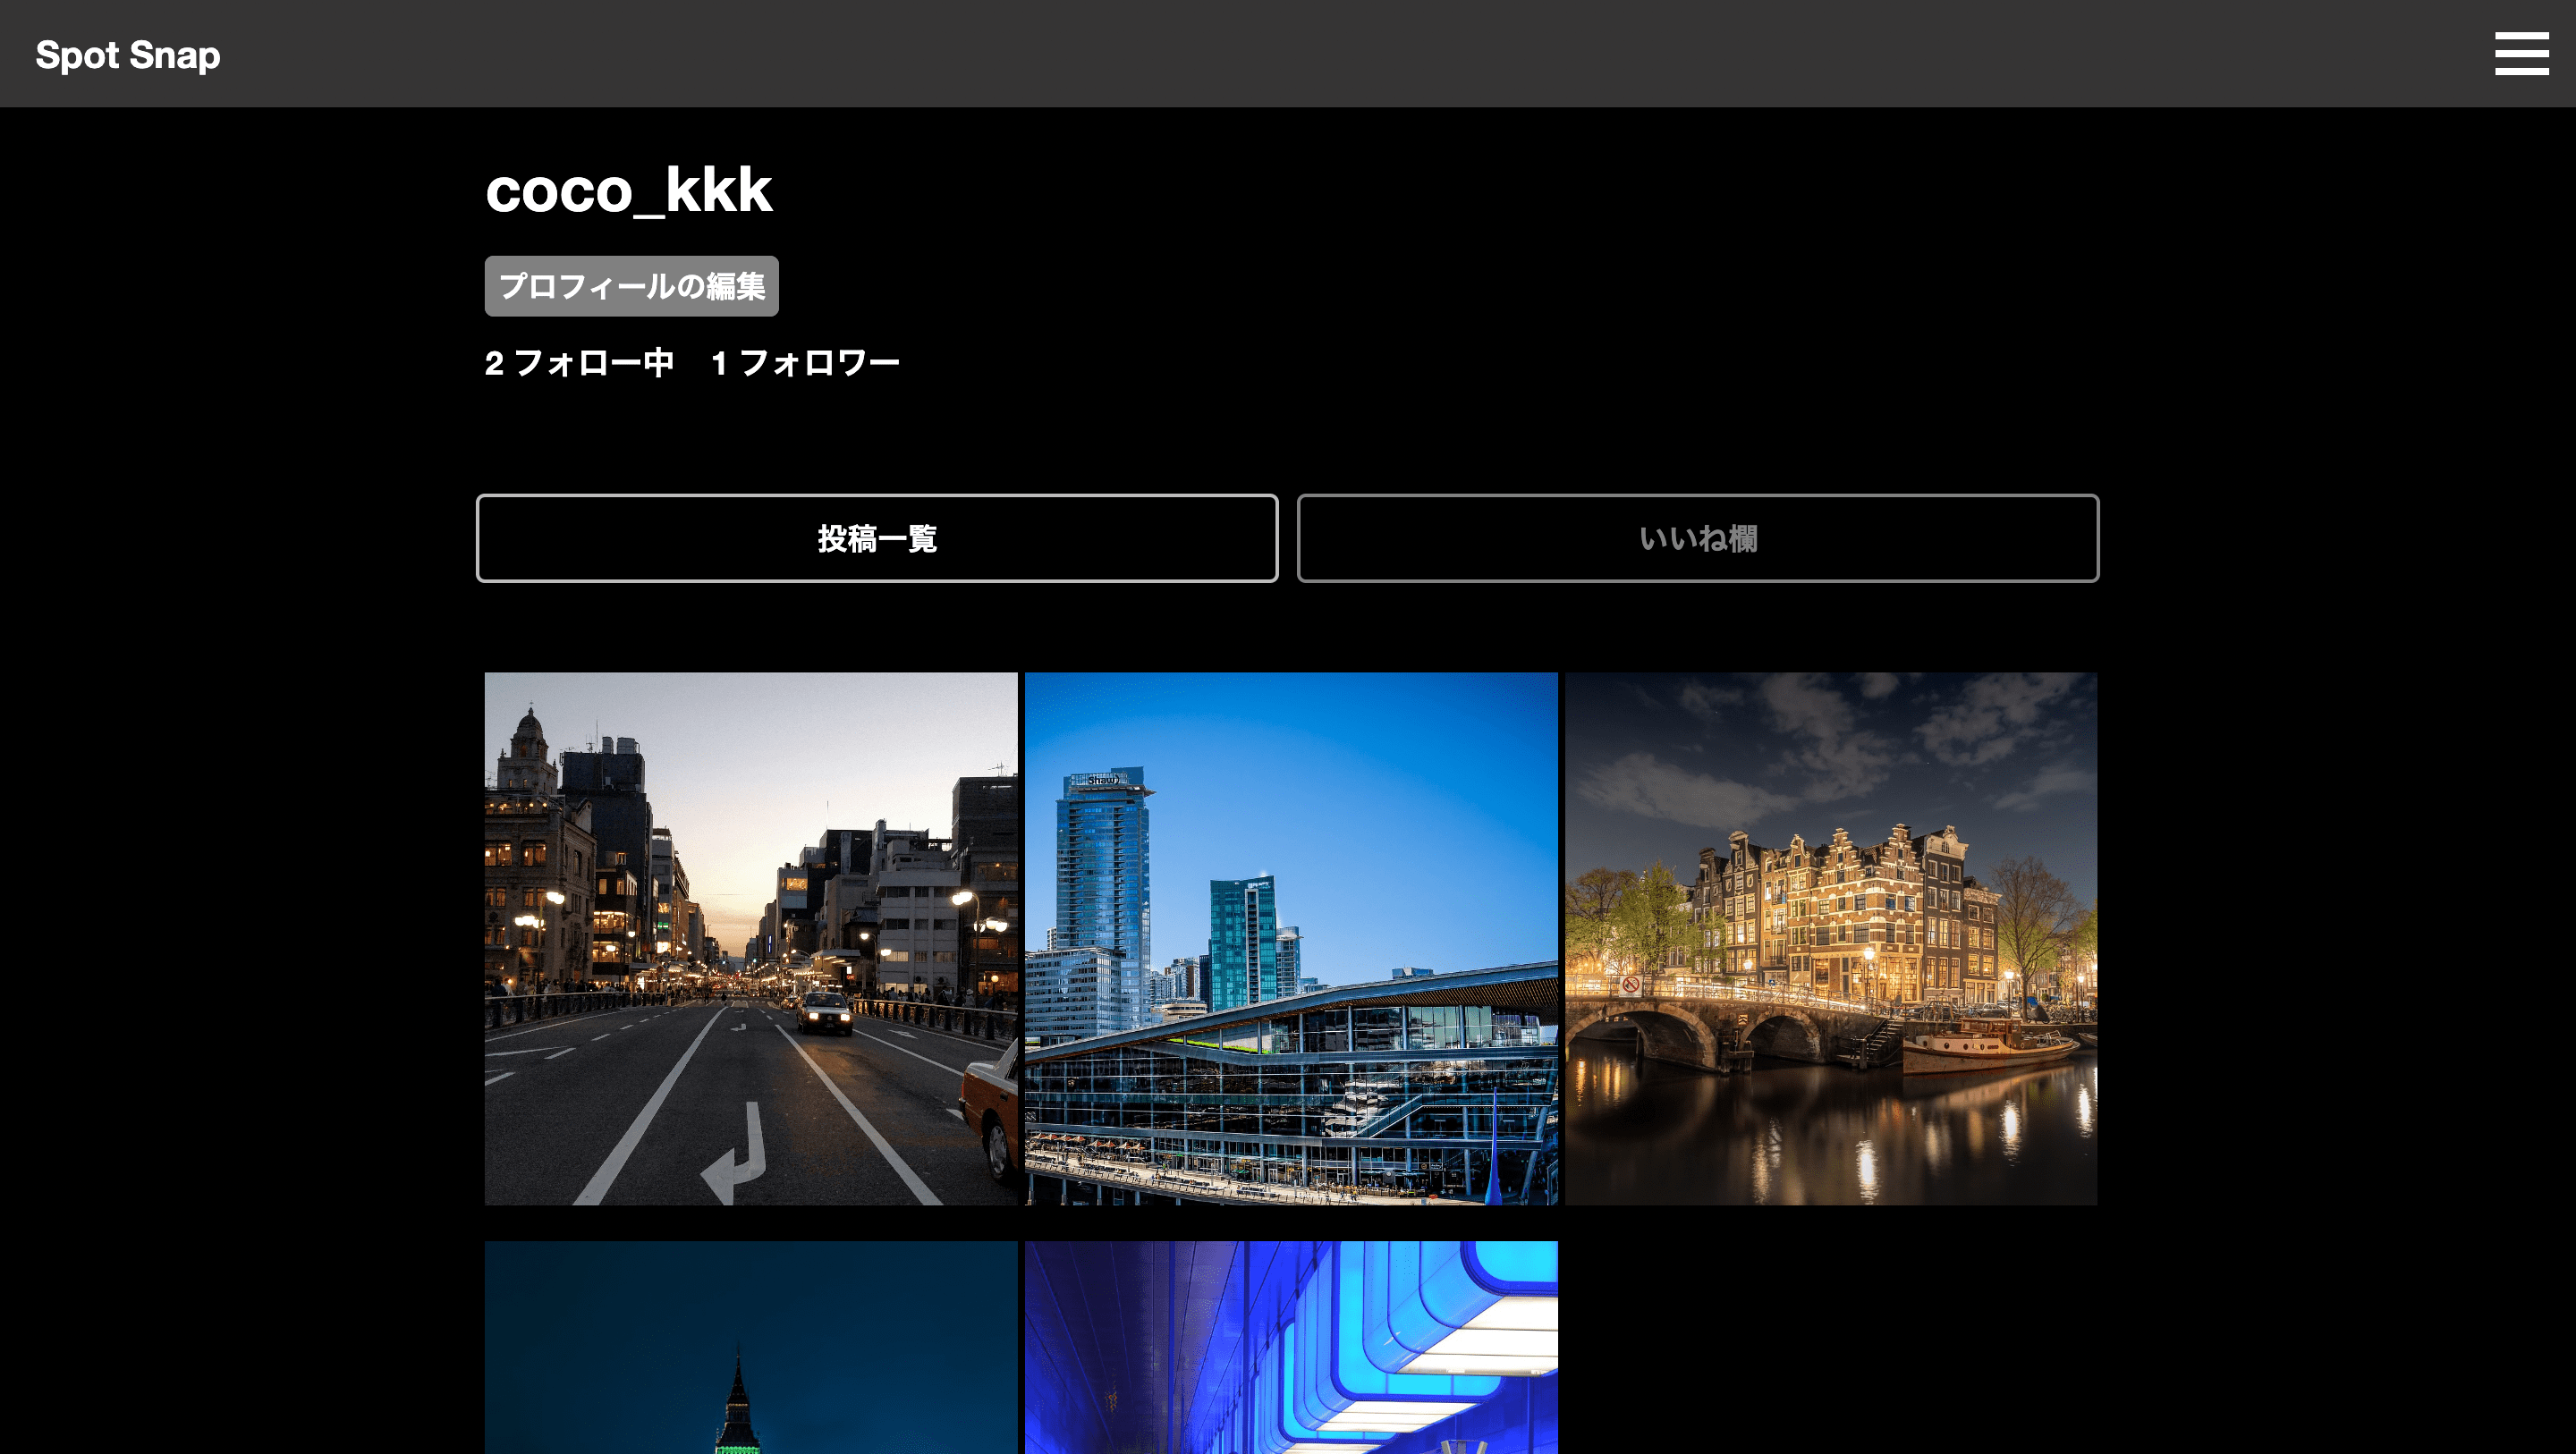 Spot Snap
coco_kkk
プロフィールの編集
2 フォロー中 1 フォロワー
投稿一覧
いいね欄
Shaw